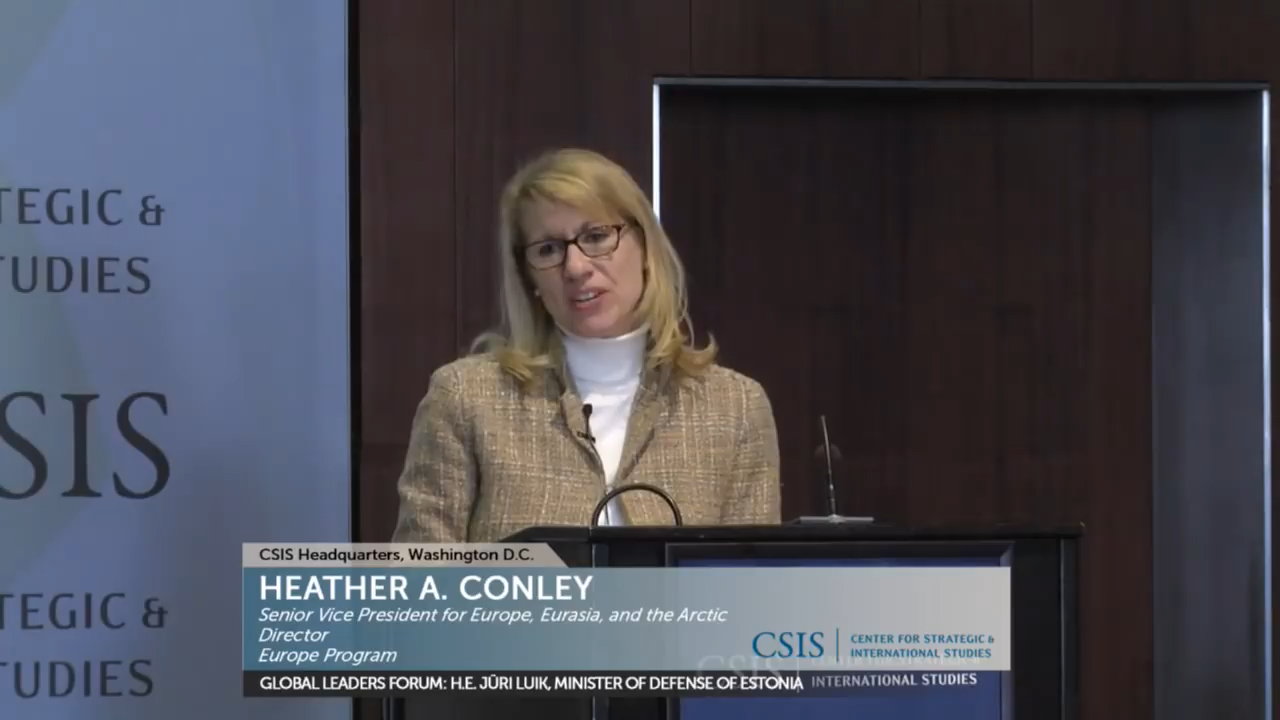 TEGIC &
TUDIES
SIS
TEGIC &
TUDIES
CSIS Headquarters, Washington D.C.
HEATHER A. CONLEY
Senior Vice President for Europe, Eurasia, and the Arctic
Director
Europe Program
CSIS | CENTER FOR STRATEGIC &
INTERNATIONAL STUDIES
GLOBAL LEADERS FORUM: H.E. JÜRI LUIK, MINISTER OF DEFENSE OF ESTONIA
INTERNATIONAL STUDIES